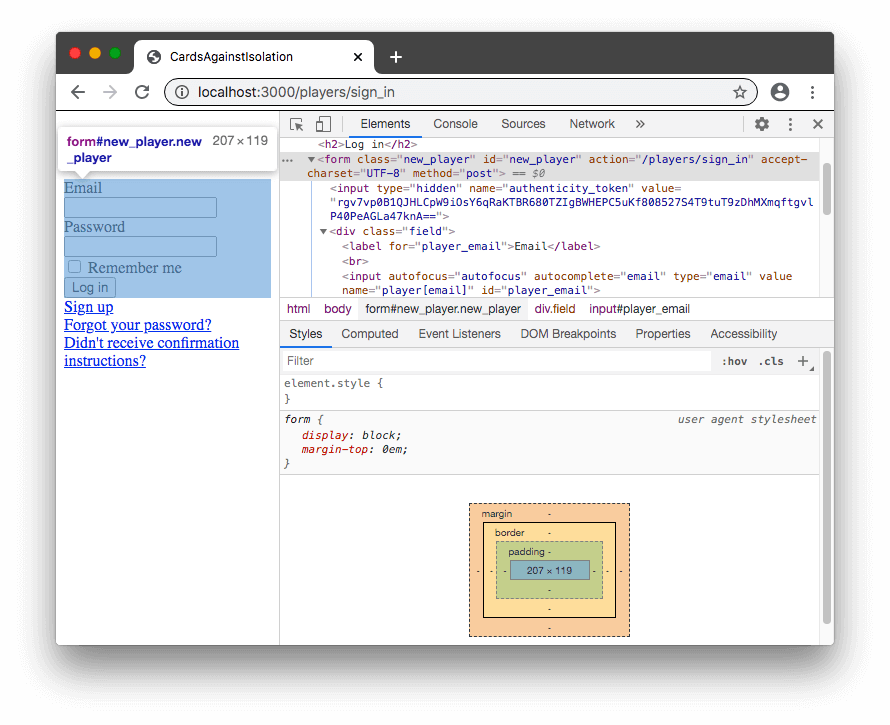 CardsAgainstIsolation
localhost:3000/players/sign_in
form#new_player.new
_player
207 × 119
Email
Password
Remember me
Log in
Sign up
Forgot your password?
Didn't receive confirmation
instructions?
Elements Console Sources Network »
<h2>Log in</h2>
… ▼<form class="new_player" id="new_player" action="/players/sign_in" accept-
charset="UTF-8" method="post"> == $0
<input type="hidden" name="authenticity_token" value=
"rgv7vp0B1QJHLCpW9iOsY6qRaKTBR680TZIgBWHEPC5uKf808527S4T9tuT9zDhMXmqftgvl
P40PeAGLa47knA==">
▼<div class="field">
<label for="player_email">Email</label>
<br>
<input autofocus="autofocus" autocomplete="email" type="email" value
name="player[email]" id="player_email">
html body form#new_player.new_player div.field input#player_email
Styles Computed Event Listeners DOM Breakpoints Properties Accessibility
Filter :hov .cls +
element.style {
}
form { user agent stylesheet
display: block;
margin-top: 0em;
}
margin -
border -
padding -
- - - 207 × 119 - - -
-
-
-